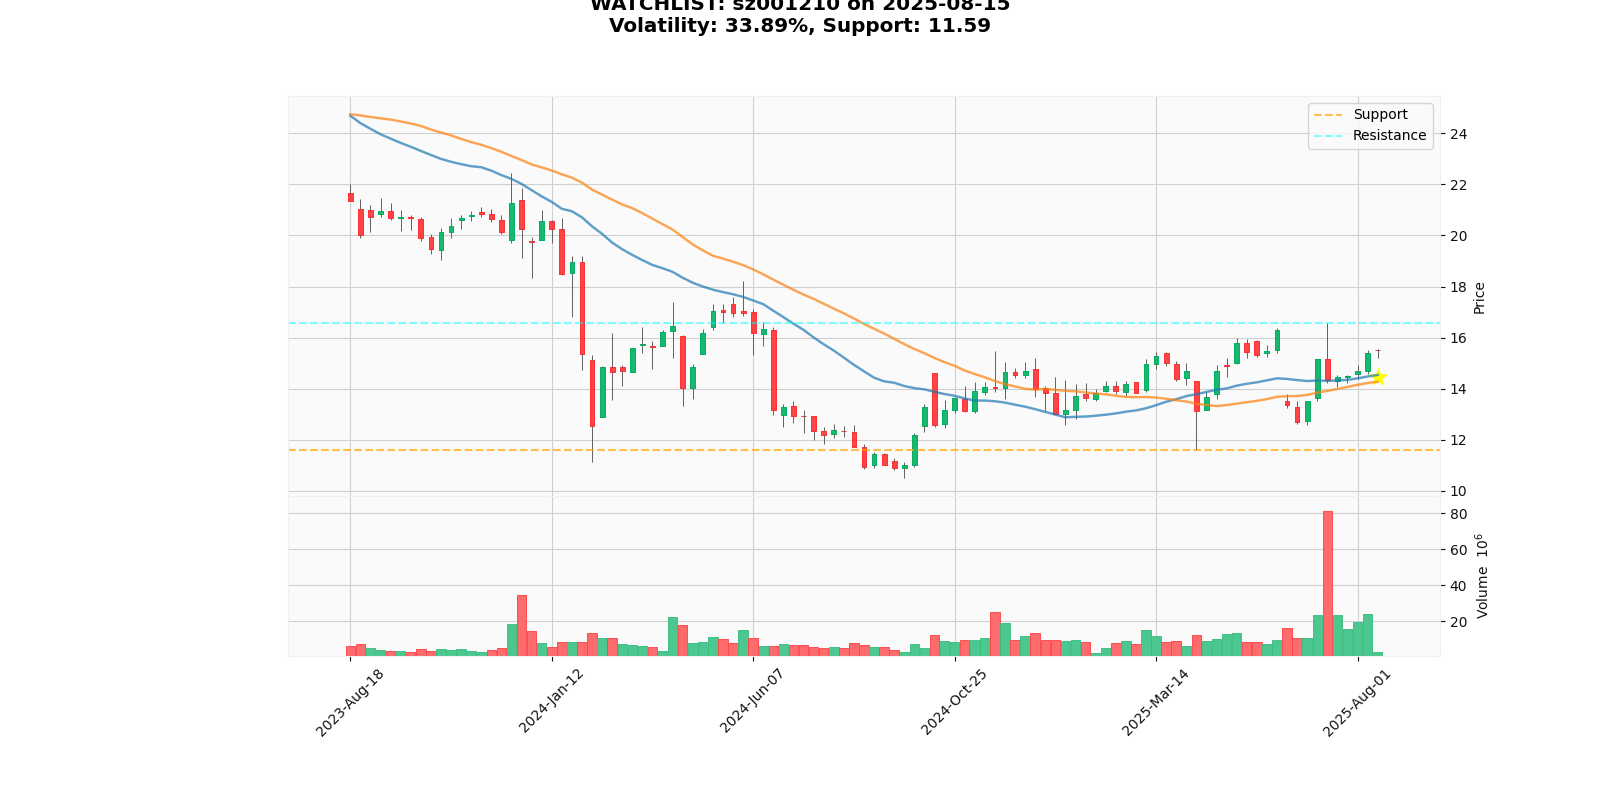 WATCHLIST: sz001210 on 2025-08-15
Volatility: 33.89%, Support: 11.59
Support
Resistance
24
22
20
18
16
14
12
10
Price
80
60
40
20
Volume 10^6
2023-Aug-18
2024-Jan-12
2024-Jun-07
2024-Oct-25
2025-Mar-14
2025-Aug-01